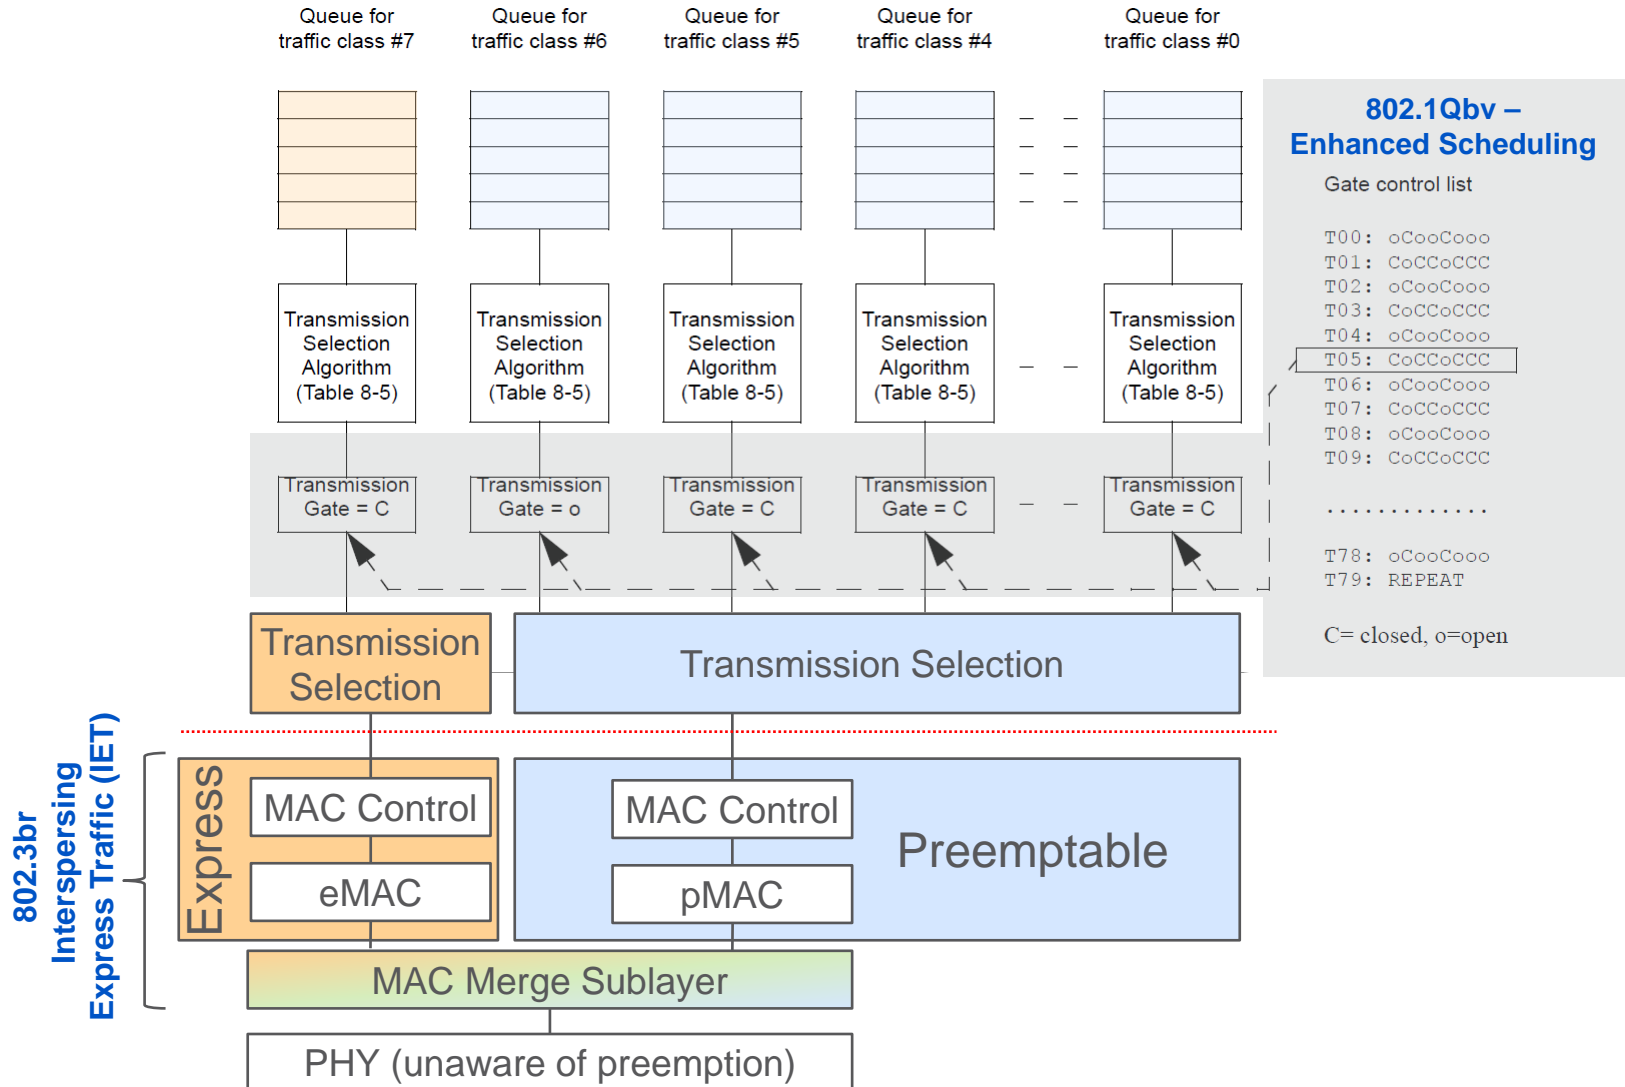 Queue for
traffic class #7
Queue for
traffic class #6
Queue for
traffic class #5
Queue for
traffic class #4
Queue for
traffic class #0
802.1Qbv –
Enhanced Scheduling
Gate control list
T00: oCooCooo
T01: CoCCoCCC
T02: oCooCooo
T03: CoCCoCCC
T04: oCooCooo
T05: CoCCoCCC
T06: oCooCooo
T07: CoCCoCCC
T08: oCooCooo
T09: CoCCoCCC
. . . . . . . . . . . . .
T78: oCooCooo
T79: REPEAT
C= closed, o=open
Transmission
Selection
Algorithm
(Table 8-5)
Transmission
Selection
Algorithm
(Table 8-5)
Transmission
Selection
Algorithm
(Table 8-5)
Transmission
Selection
Algorithm
(Table 8-5)
Transmission
Selection
Algorithm
(Table 8-5)
Transmission
Gate = C
Transmission
Gate = o
Transmission
Gate = C
Transmission
Gate = C
Transmission
Gate = C
Transmission
Selection
Transmission Selection
802.3br
Interspersing
Express Traffic (IET)
Express
MAC Control
eMAC
MAC Control
pMAC
Preemptable
MAC Merge Sublayer
PHY (unaware of preemption)